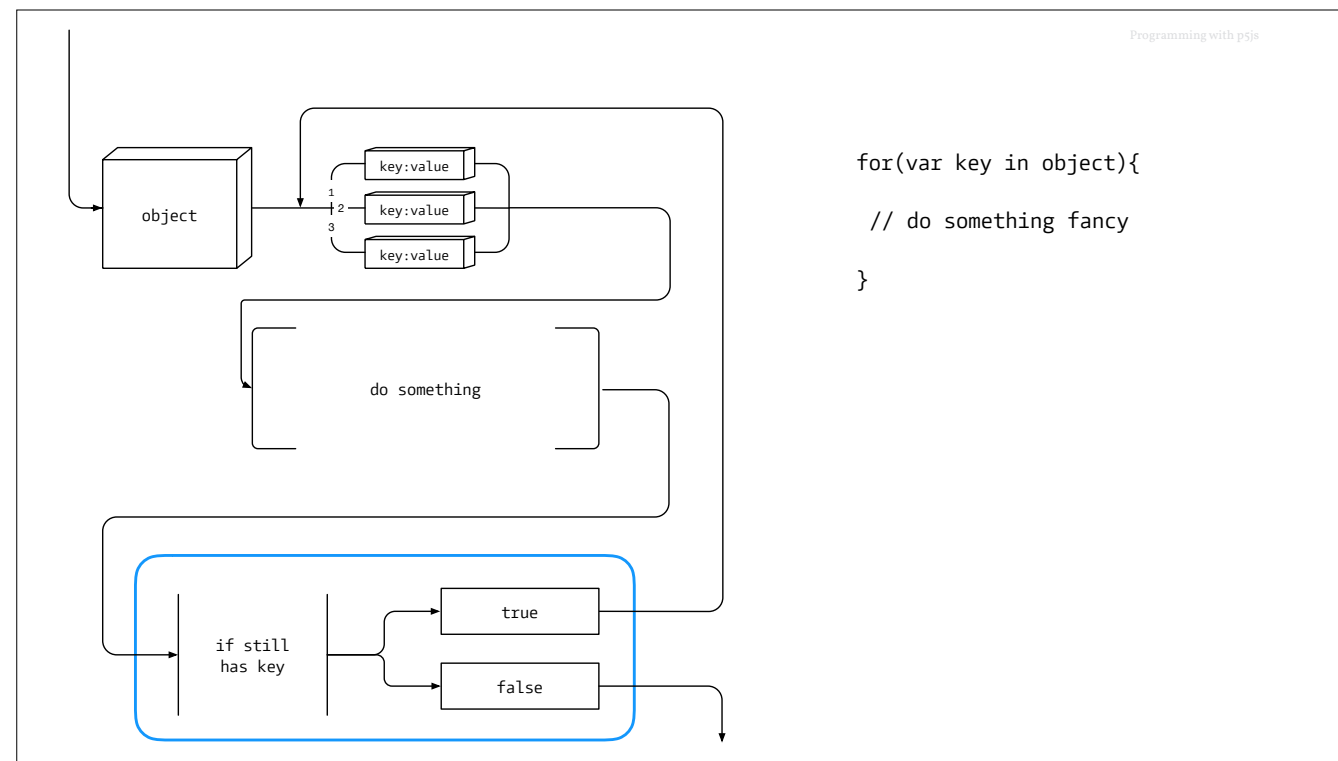 Programming with p5js
object
key:value
1
2
key:value
3
key:value
do something
if still
has key
true
false
for(var key in object){
// do something fancy
}